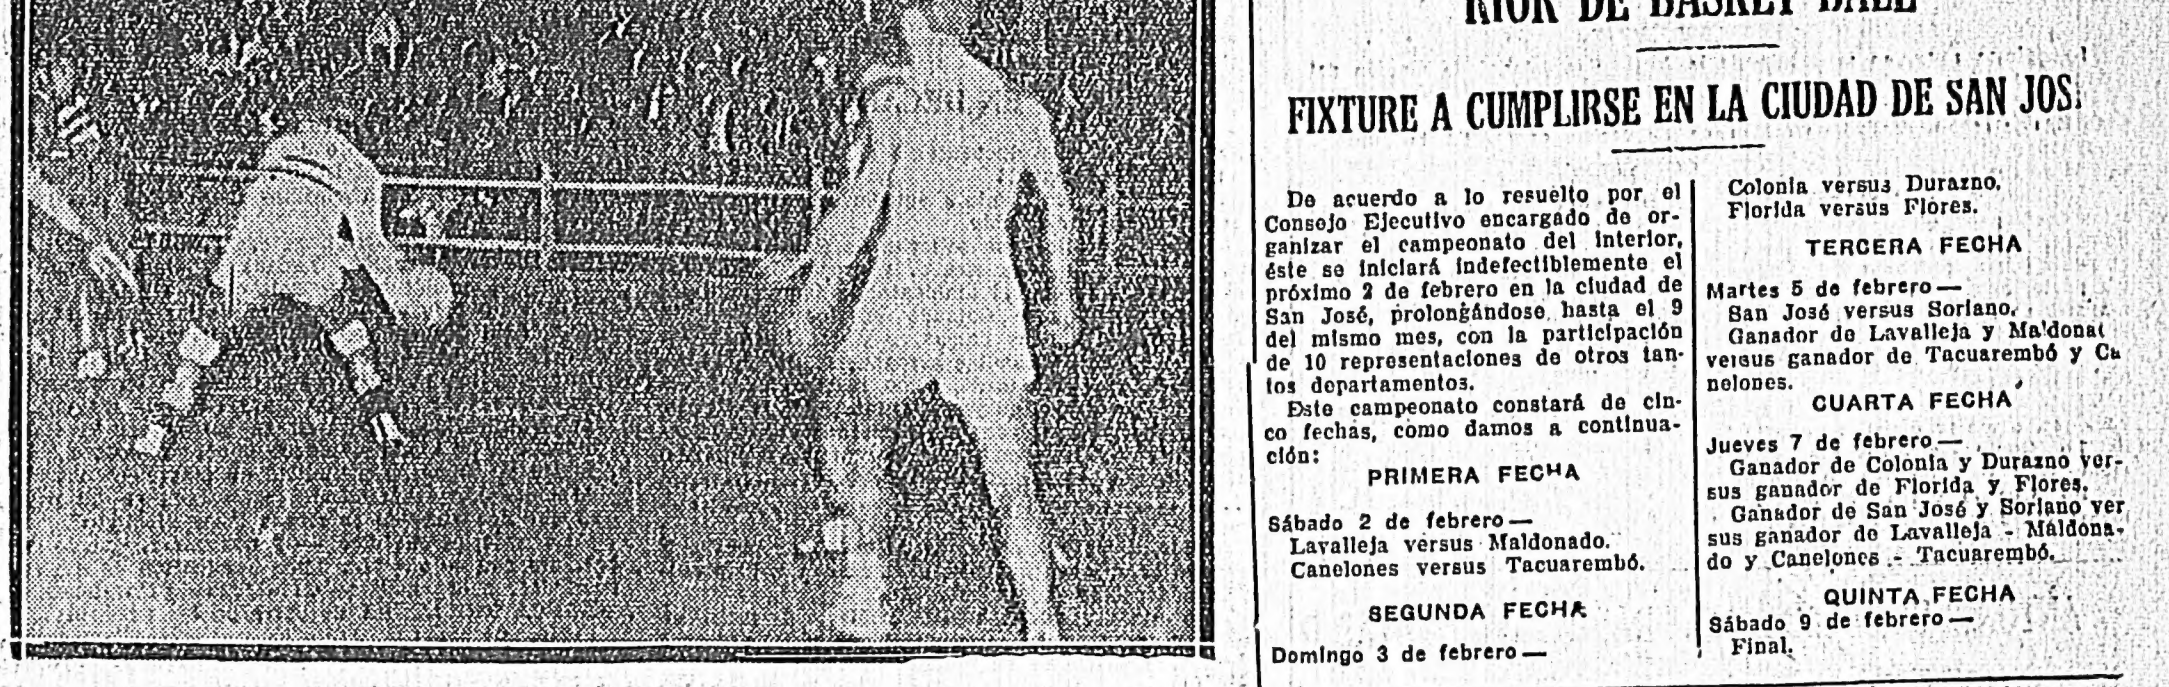 DE BASKET BALL
FIXTURE A CUMPLIRSE EN LA CIUDAD DE SAN JOS
De acuerdo a lo resuelto por el
Consejo Ejecutivo encargado de or-
ganizar el campeonato del interior,
éste se iniciará indefectiblemente el
próximo 2 de febrero en la ciudad de
San José, prolongándose hasta el 9
del mismo mes, con la participación
de 10 representaciones de otros tan-
tos departamentos.
Este campeonato constará de cin-
co fechas, como damos a continua-
ción:
PRIMERA FECHA
Sábado 2 de febrero —
Lavalleja versus Maldonado.
Canelones versus Tacuarembó.
SEGUNDA FECHA
Domingo 3 de febrero —
Colonia versus Durazno.
Florida versus Flores.
TERCERA FECHA
Martes 5 de febrero —
San José versus Soriano.
Ganador de Lavalleja y Maldonad
versus ganador de Tacuarembó y Ca
nelones.
CUARTA FECHA
Jueves 7 de febrero —
Ganador de Colonia y Durazno ver-
sus ganador de Florida y Flores.
Ganador de San José y Soriano ver
sus ganador de Lavalleja - Maldona-
do y Canelones - Tacuarembó.
QUINTA FECHA
Sábado 9 de febrero —
Final.